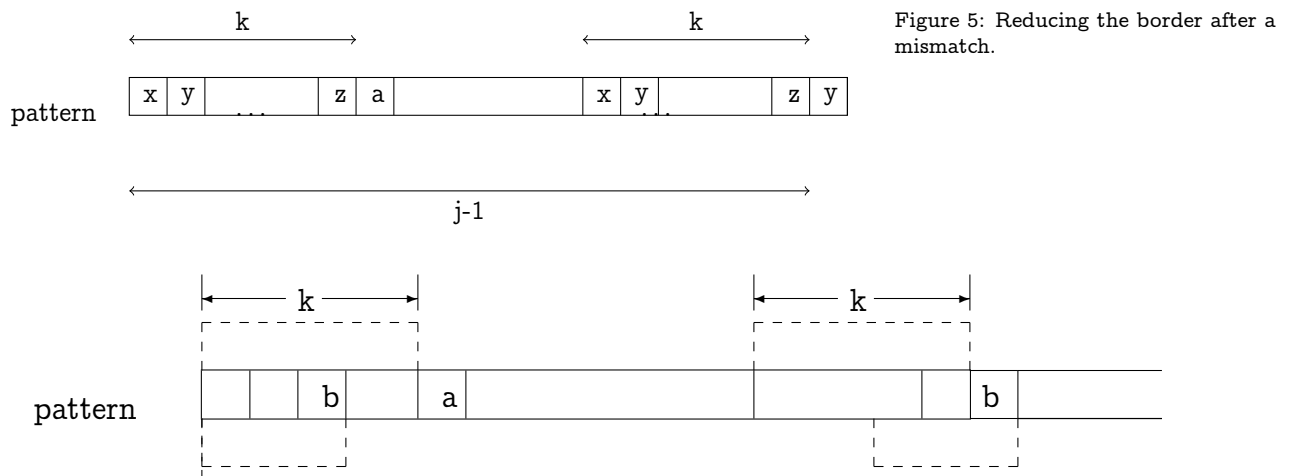 k k
Figure 5: Reducing the border after a
mismatch.
pattern x y ... z a x y ... z y
j-1
k k
pattern b a b